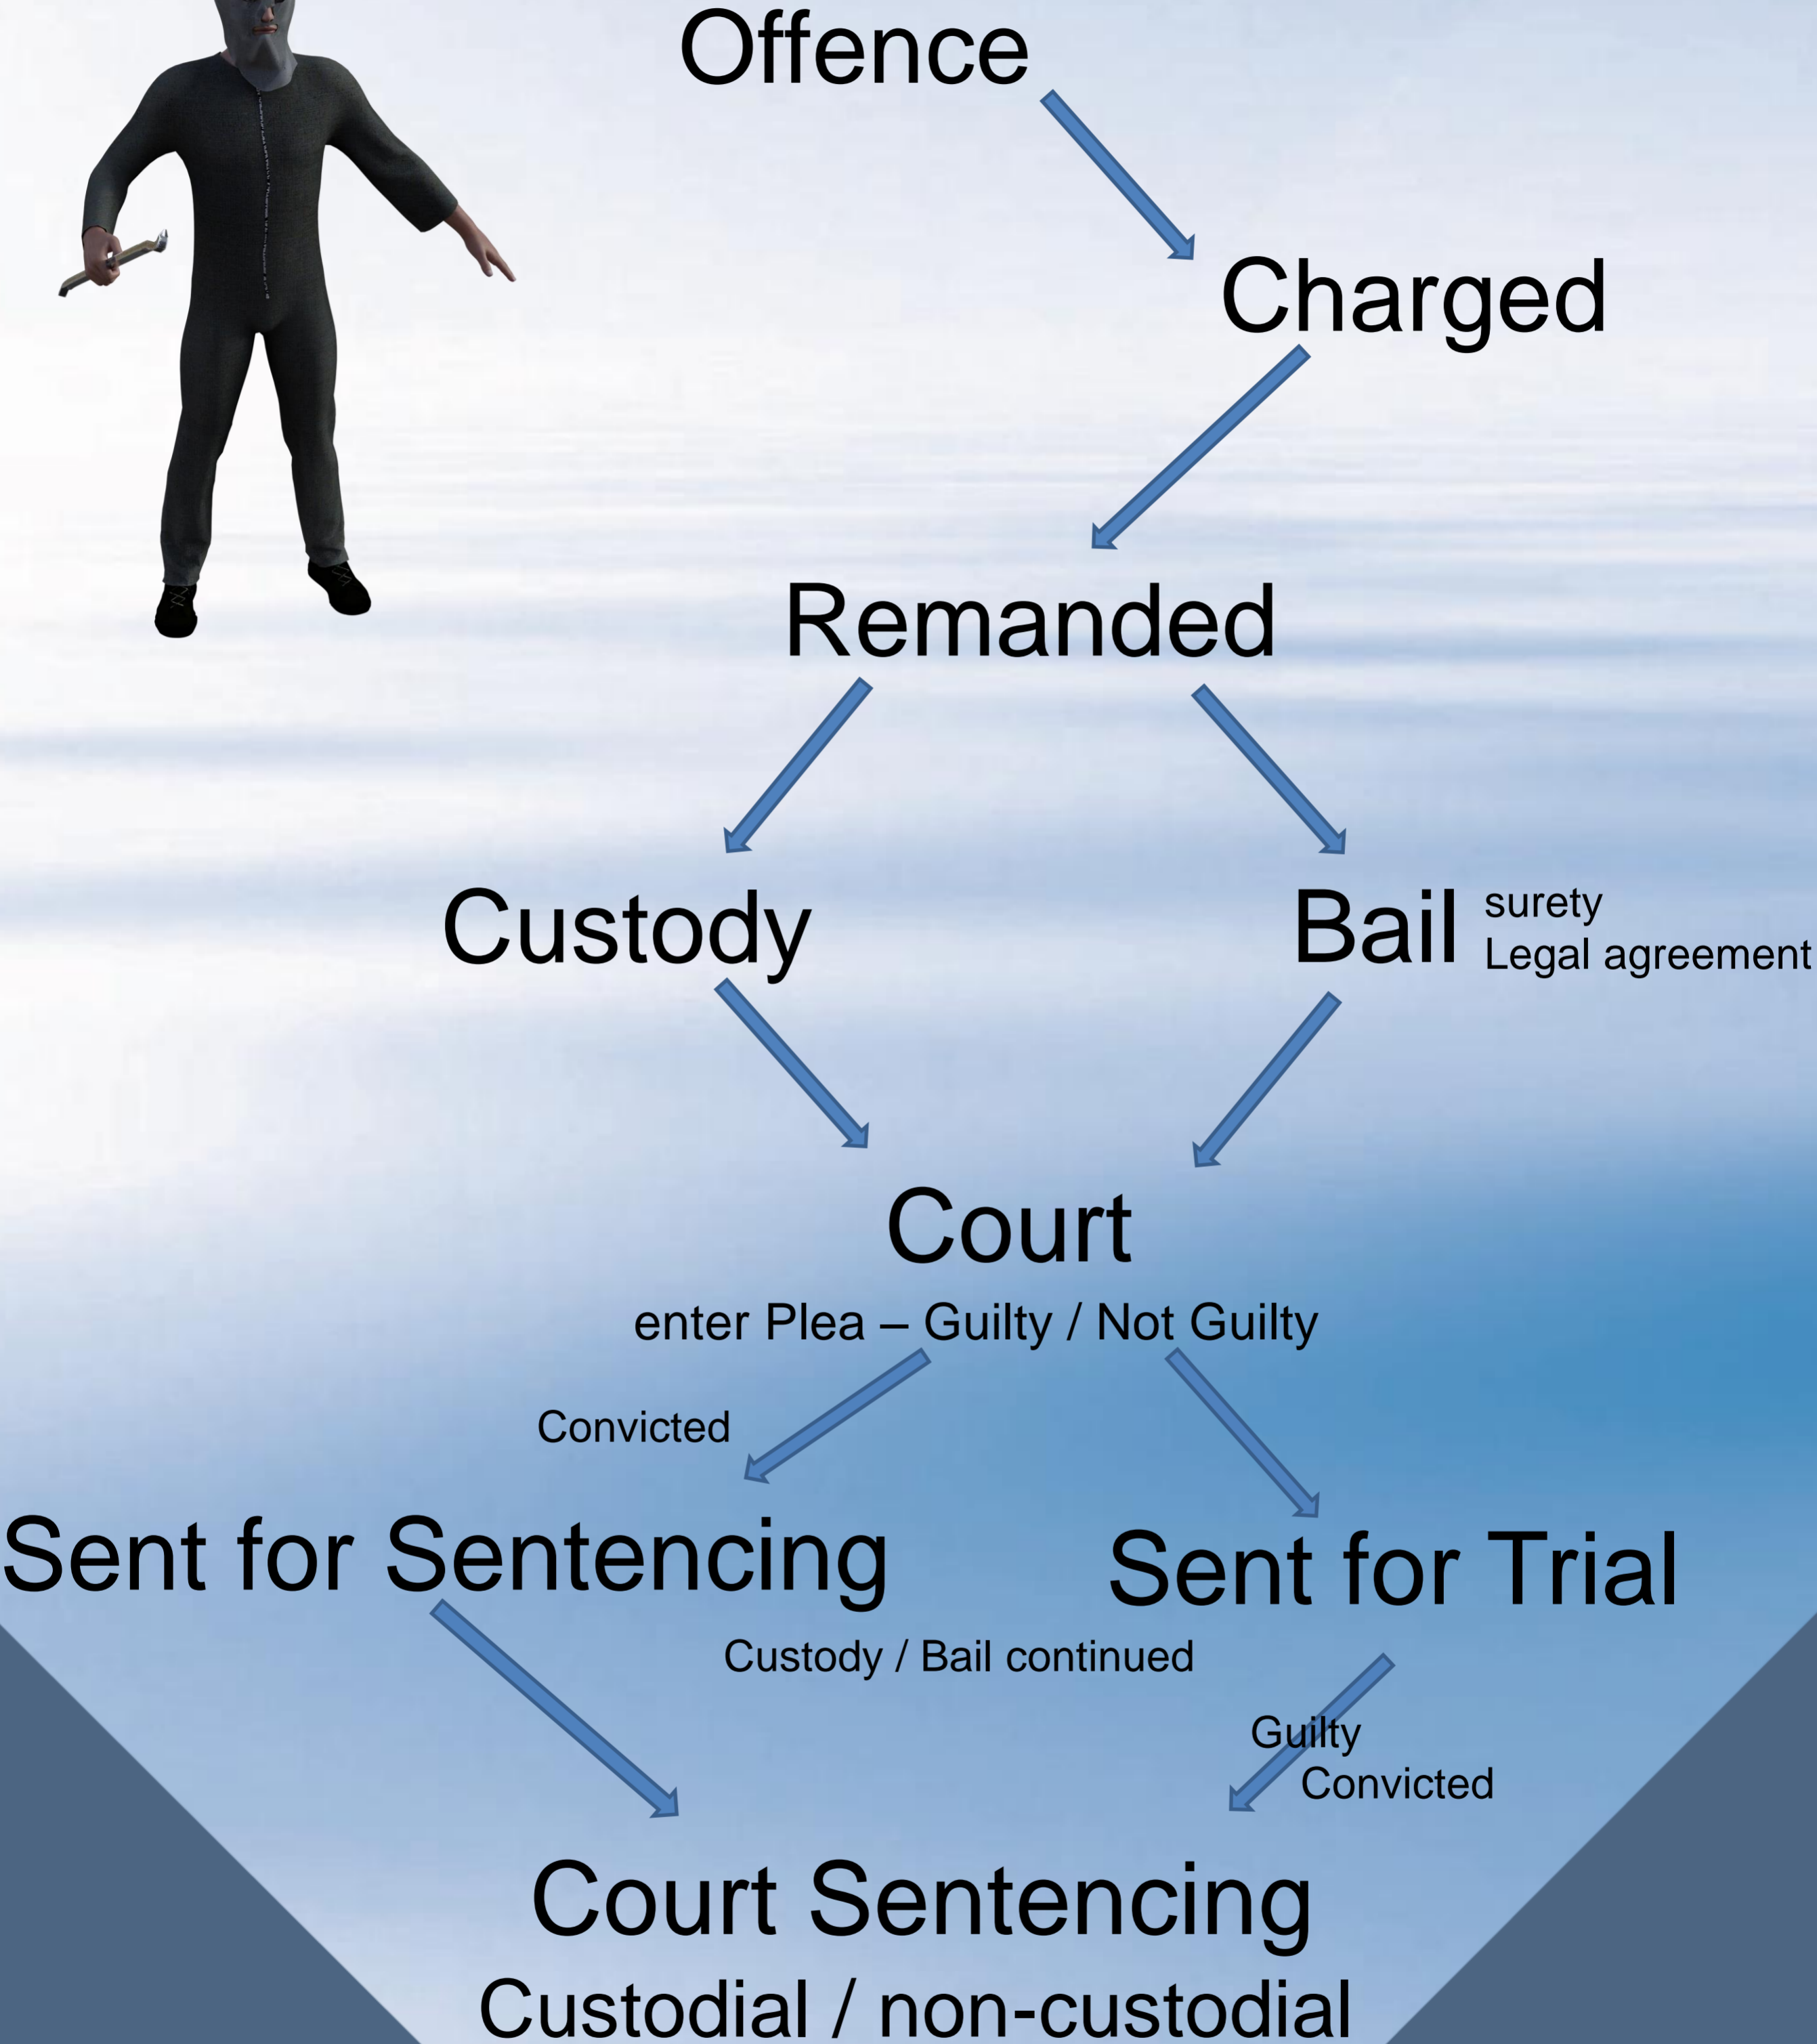 Offence
Charged
Remanded
Custody
Bail
surety
Legal agreement
Court
enter Plea – Guilty / Not Guilty
Convicted
Sent for Sentencing
Sent for Trial
Custody / Bail continued
Guilty
Convicted
Court Sentencing
Custodial / non-custodial